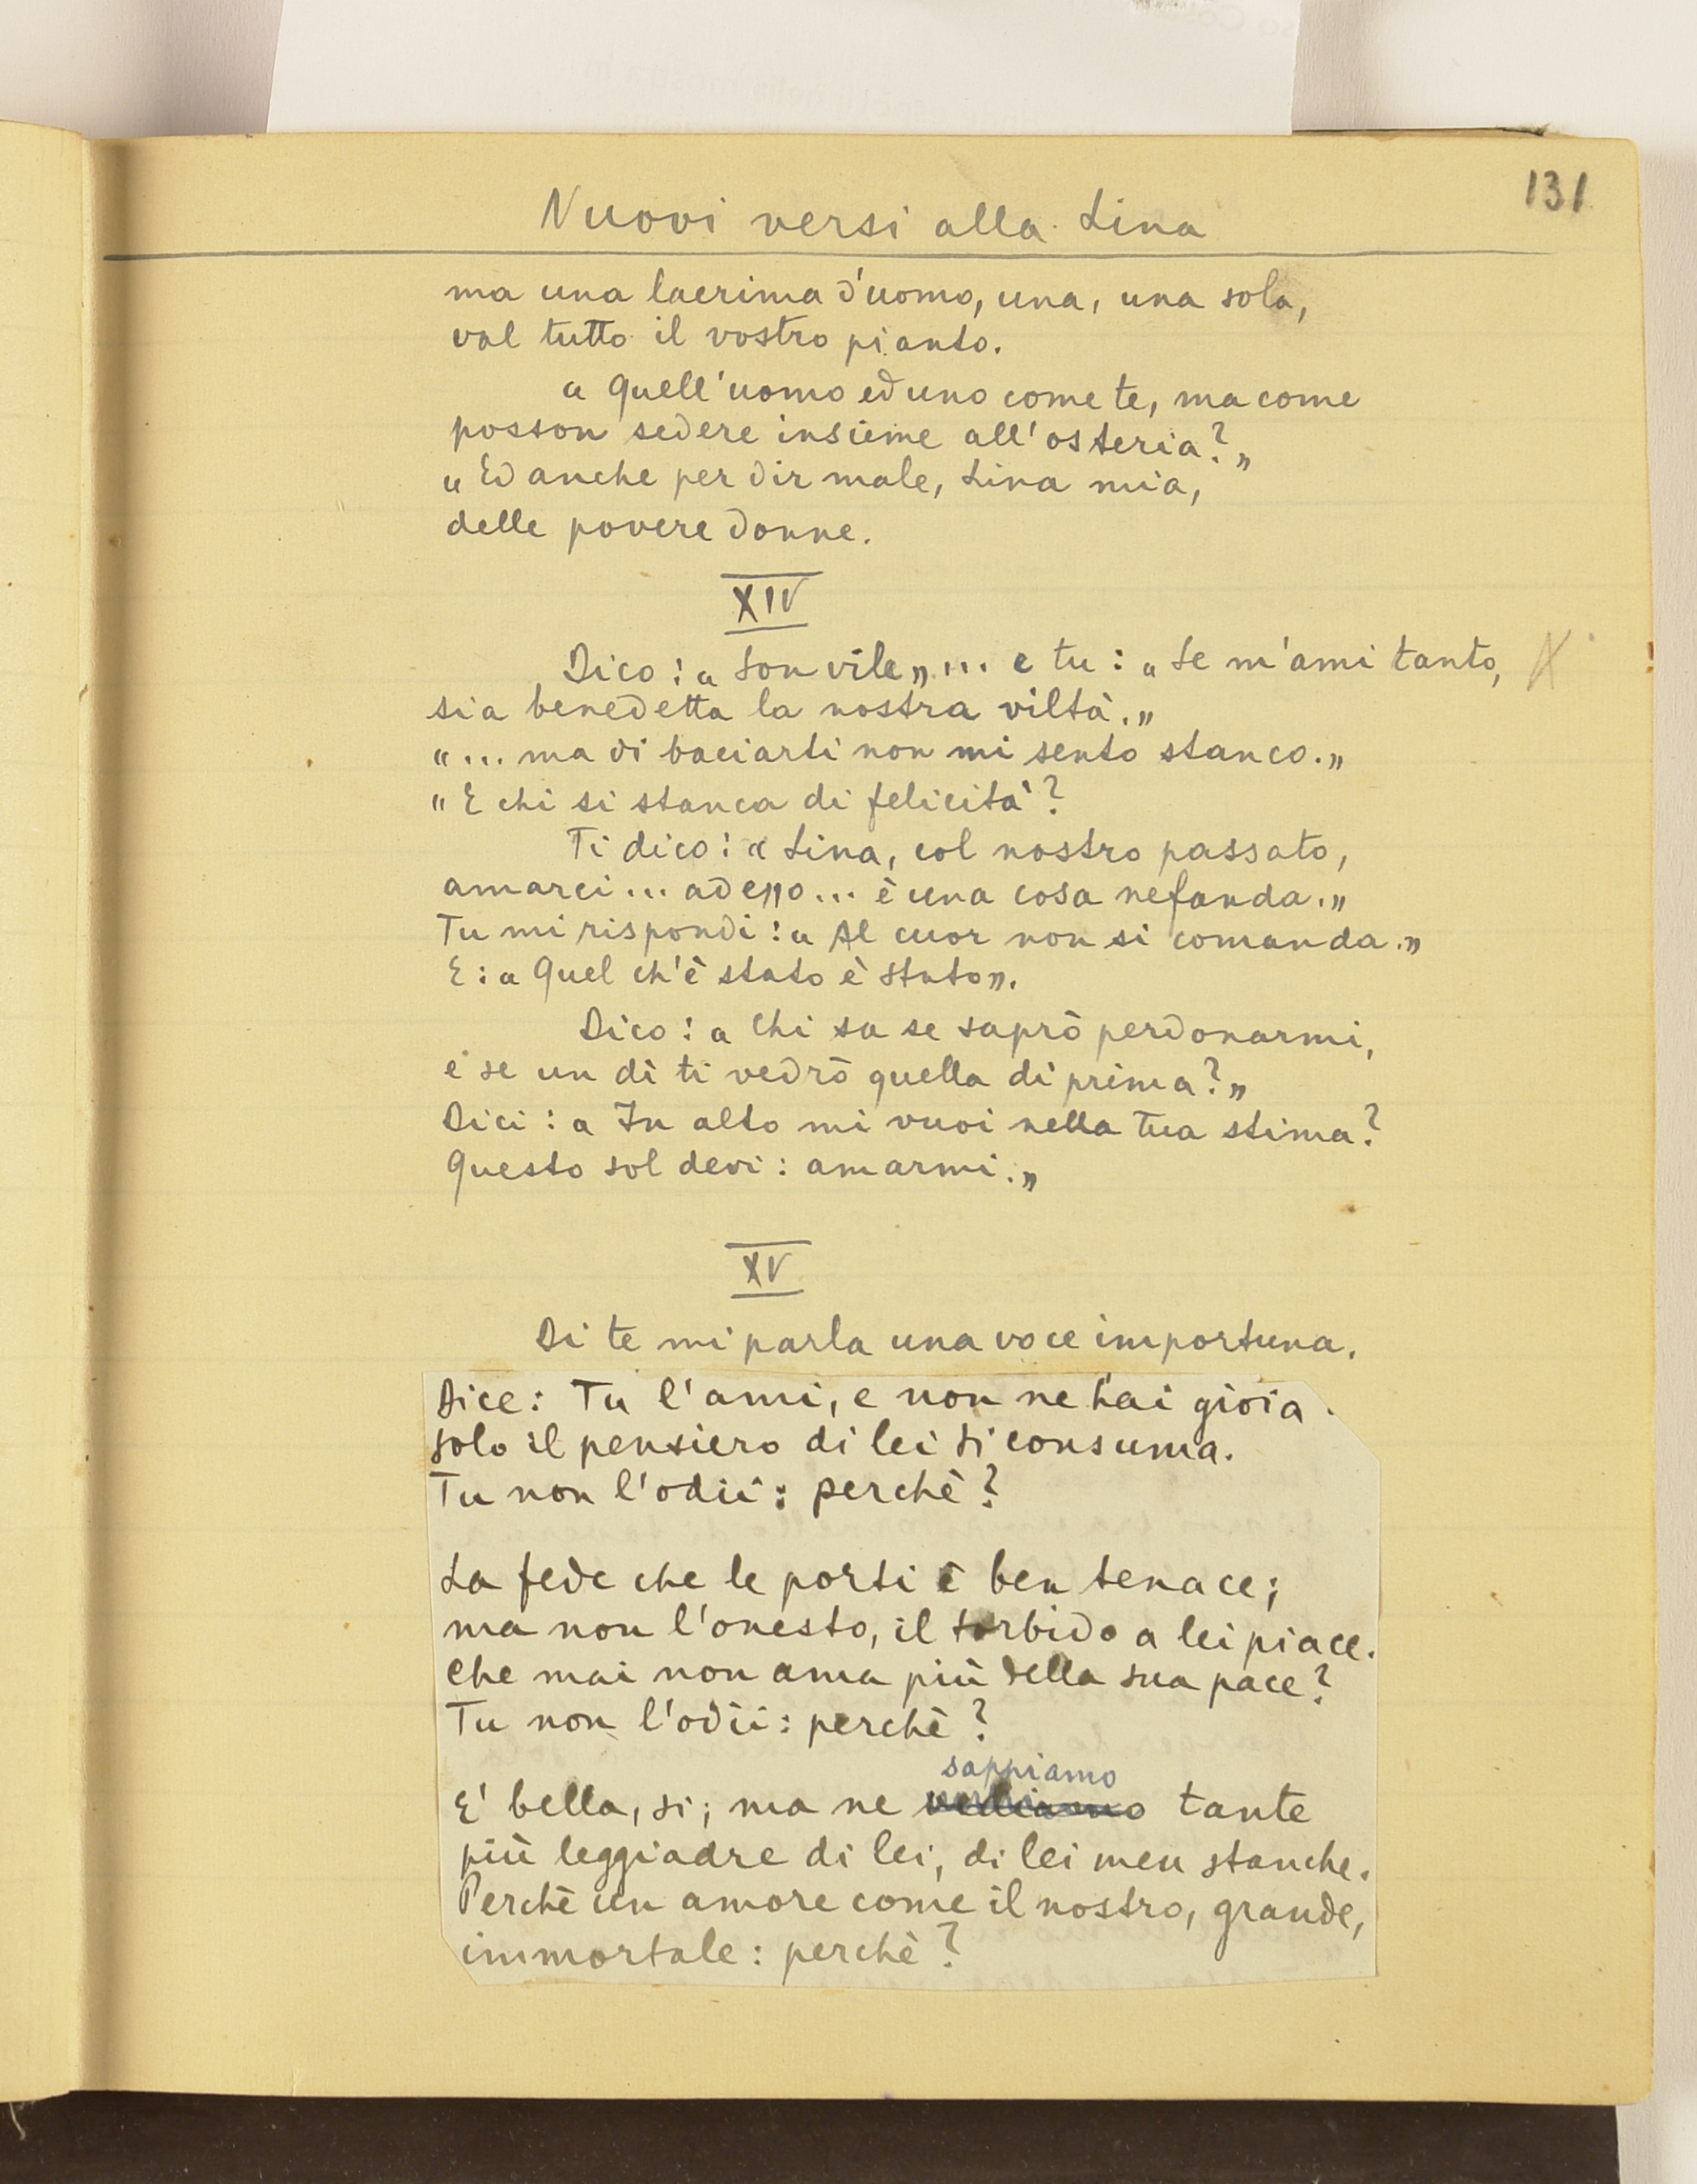 131
Nuovi versi alla Lina
ma una lacrima d'uomo, una, una sola,
val tutto il vostro pianto.
« Quell'uomo ed uno come te, ma come
posson sedere insieme all'osteria? »
« Ed anche per dir male, Lina mia,
delle povere donne.
XIV
Dico: « Son vile » ... e tu: « Se m'ami tanto,
sia benedetta la nostra viltà. »
« ... ma di baciarti non mi sento stanco. »
« E chi si stanca di felicità?
Ti dico: « Lina, col nostro passato,
amarci ... adesso ... è una cosa nefanda. »
Tu mi rispondi: « Al cuor non si comanda. »
E: « Quel ch'è stato è stato ».
Dico: « Chi sa se saprò perdonarmi,
e se un dì ti vedrò quella di prima? »
Dici: « In alto mi vuoi nella tua stima?
Questo sol devi: amarmi. »
XV
Di te mi parla una voce importuna.
Dice: Tu l'ami, e non ne hai gioia.
Solo il pensiero di lei ti consuma.
Tu non l'odii: perchè?
La fede che le porti è ben tenace;
ma non l'onesto, il torbido a lei piace.
Che mai non ama più della sua pace?
Tu non l'odii: perchè?
sappiamo
E' bella, sì; ma ne vediamo tante
più leggiadre di lei, di lei men stanche.
Perchè un amore come il nostro, grande,
immortale: perchè?